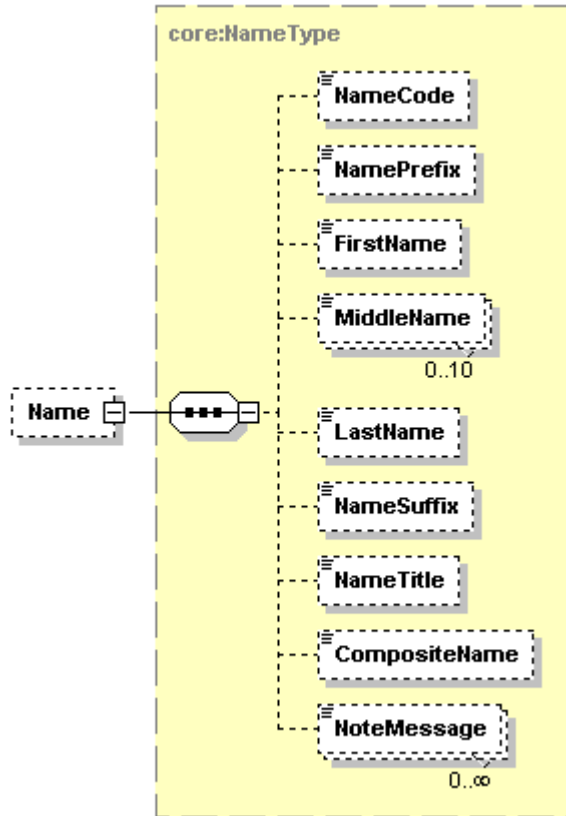 core:NameType
NameCode
NamePrefix
FirstName
MiddleName
0..10
Name
LastName
NameSuffix
NameTitle
CompositeName
NoteMessage
0..∞